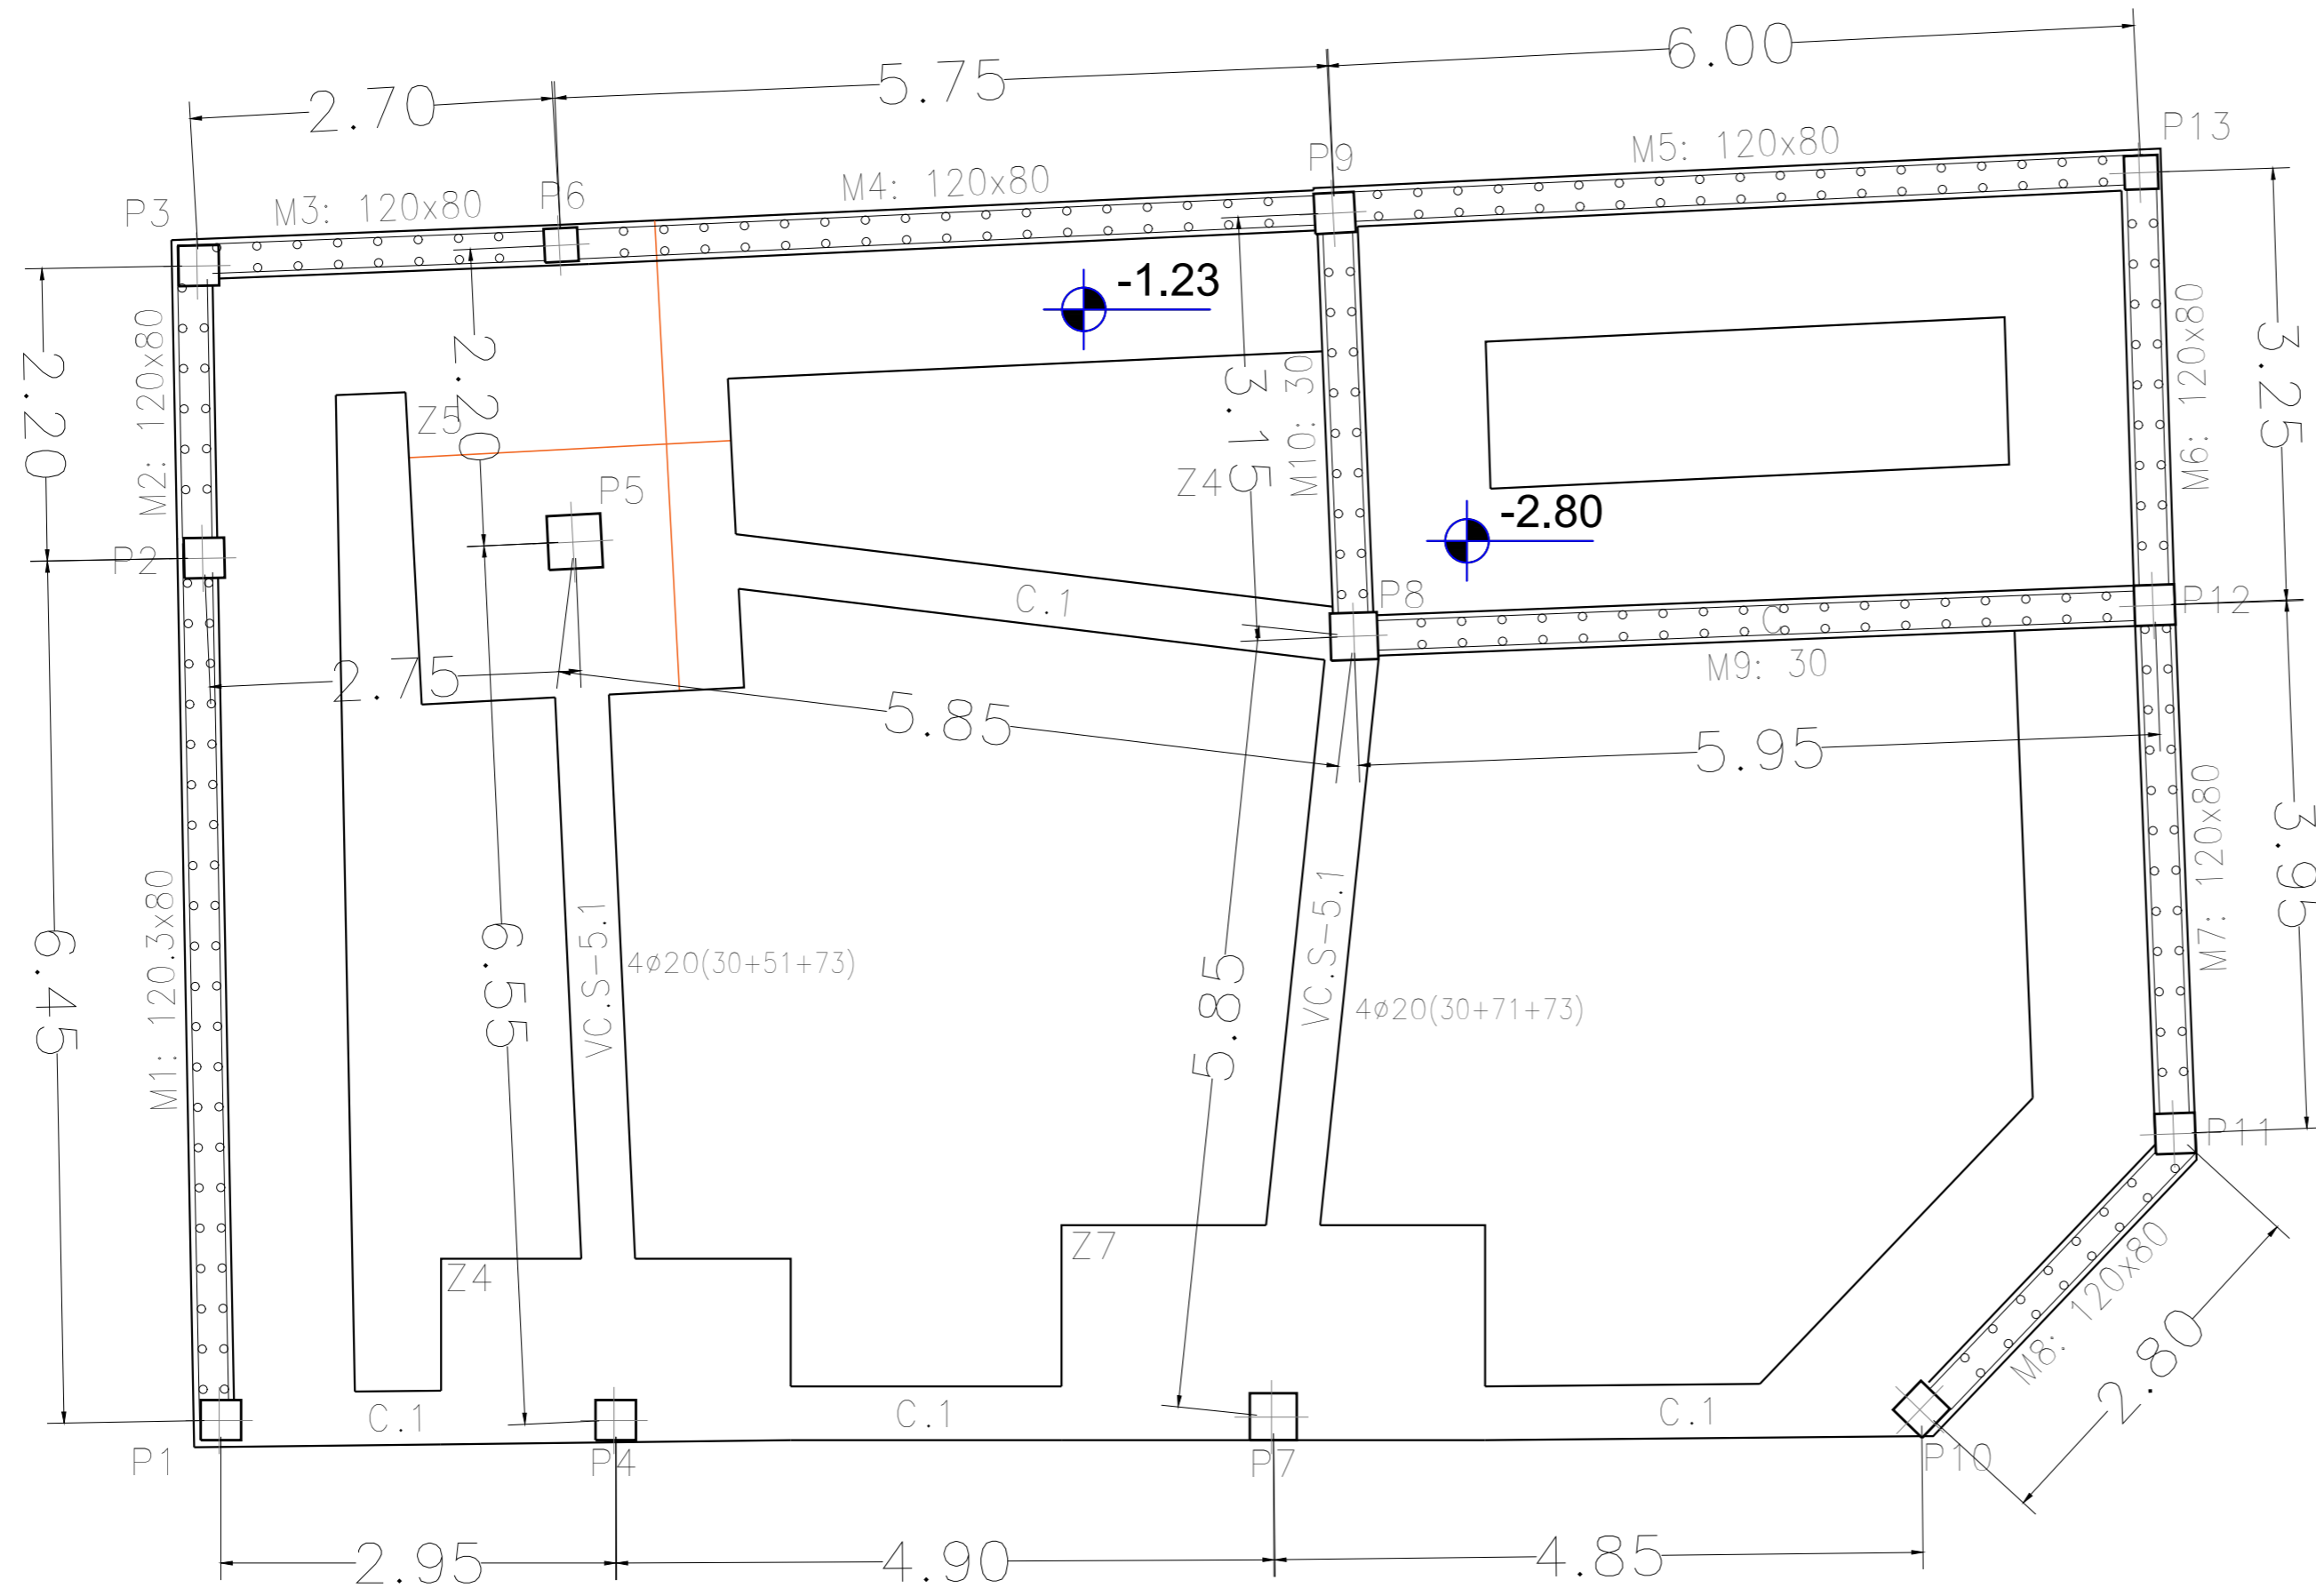 6.00
5.75
2.70
P13
M5: 120x80
P9
M4: 120x80
P6
M3: 120x80
P3
-1.23
2.20
2.20
M2: 120x80
3.15
M10: 30
M6: 120x80
3.25
Z5
Z4
P5
-2.80
P2
C.1
P8
C
P12
M9: 30
2.75
5.85
5.95
M7: 120x80
3.95
M1: 120.3x80
6.45
6.55
VC.S-5.1
4ø20(30+51+73)
5.85
VC.S-5.1
4ø20(30+71+73)
P11
Z4
Z7
M8: 120x80
2.80
C.1
C.1
C.1
P1
P4
P7
P10
2.95
4.90
4.85